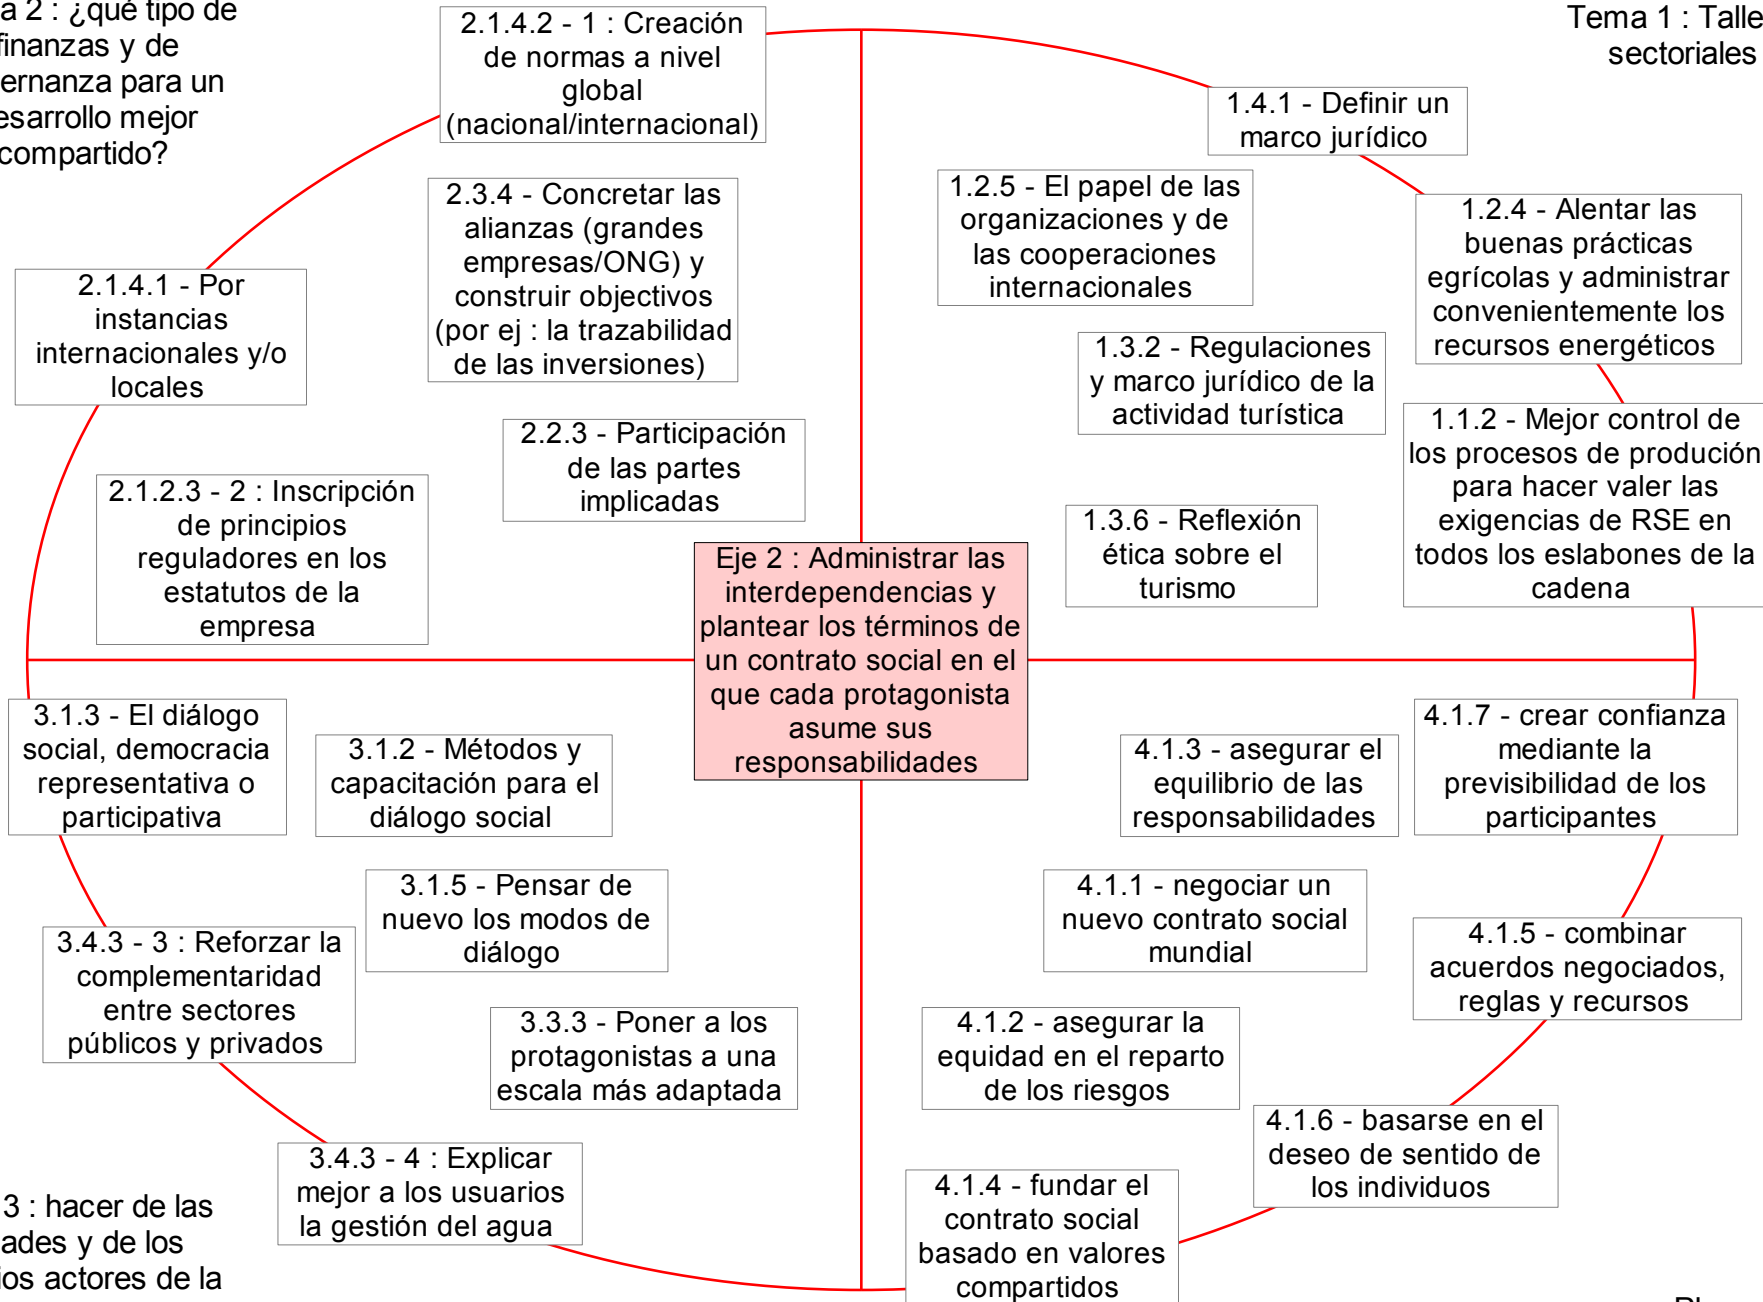 a 2 : ¿qué tipo de
finanzas y de
ernanza para un
esarrollo mejor
compartido?
2.1.4.2 - 1 : Creación
de normas a nivel
global
(nacional/internacional)
Tema 1 : Talle
sectoriales
1.4.1 - Definir un
marco jurídico
2.3.4 - Concretar las
alianzas (grandes
empresas/ONG) y
construir objectivos
(por ej : la trazabilidad
de las inversiones)
1.2.5 - El papel de las
organizaciones y de
las cooperaciones
internacionales
1.2.4 - Alentar las
buenas prácticas
egrícolas y administrar
convenientemente los
recursos energéticos
2.1.4.1 - Por
instancias
internacionales y/o
locales
1.3.2 - Regulaciones
y marco jurídico de la
actividad turística
2.2.3 - Participación
de las partes
implicadas
1.1.2 - Mejor control de
los procesos de produción
para hacer valer las
exigencias de RSE en
todos los eslabones de la
cadena
2.1.2.3 - 2 : Inscripción
de principios
reguladores en los
estatutos de la
empresa
1.3.6 - Reflexión
ética sobre el
turismo
Eje 2 : Administrar las
interdependencias y
plantear los términos de
un contrato social en el
que cada protagonista
asume sus
responsabilidades
3.1.3 - El diálogo
social, democracia
representativa o
participativa
3.1.2 - Métodos y
capacitación para el
diálogo social
4.1.3 - asegurar el
equilibrio de las
responsabilidades
4.1.7 - crear confianza
mediante la
previsibilidad de los
participantes
3.1.5 - Pensar de
nuevo los modos de
diálogo
4.1.1 - negociar un
nuevo contrato social
mundial
3.4.3 - 3 : Reforzar la
complementaridad
entre sectores
públicos y privados
4.1.5 - combinar
acuerdos negociados,
reglas y recursos
3.3.3 - Poner a los
protagonistas a una
escala más adaptada
4.1.2 - asegurar la
equidad en el reparto
de los riesgos
4.1.6 - basarse en el
deseo de sentido de
los individuos
3.4.3 - 4 : Explicar
mejor a los usuarios
la gestión del agua
4.1.4 - fundar el
contrato social
basado en valores
compartidos
3 : hacer de las
ades y de los
ios actores de la